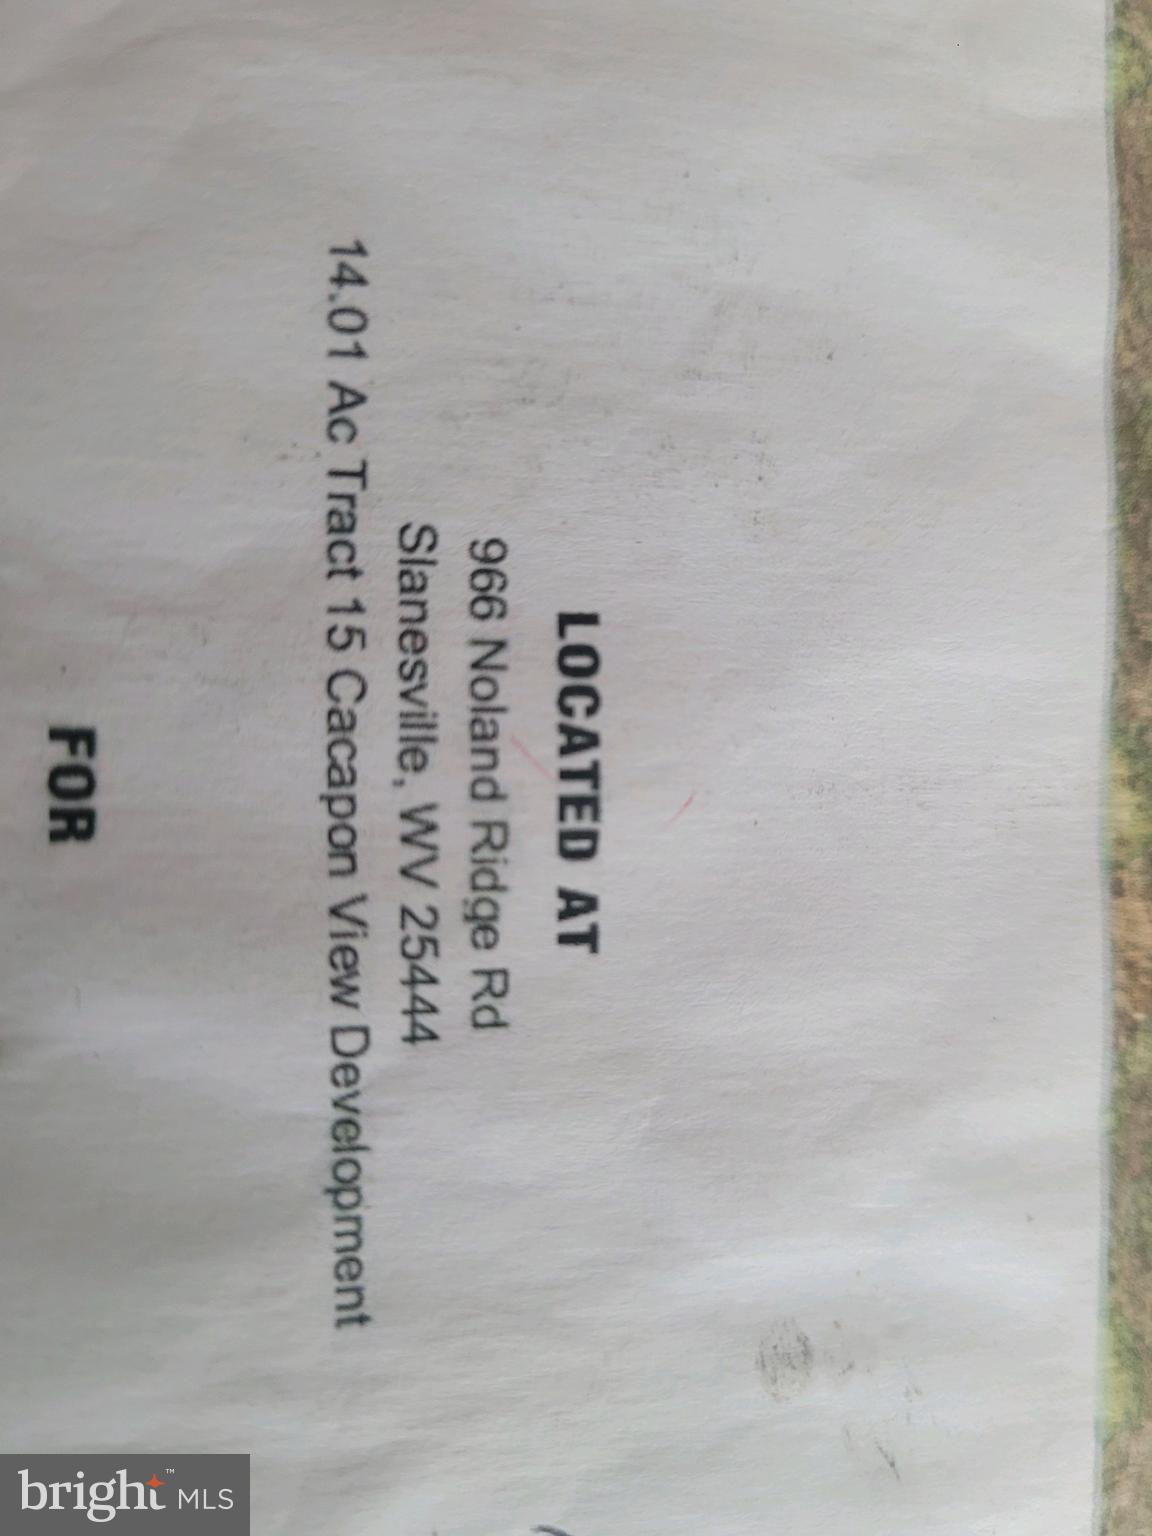 LOCATED AT
966 Noland Ridge Rd
Slanesville, WV 25444
14.01 Ac Tract 15 Cacapon View Development
FOR
bright™ MLS